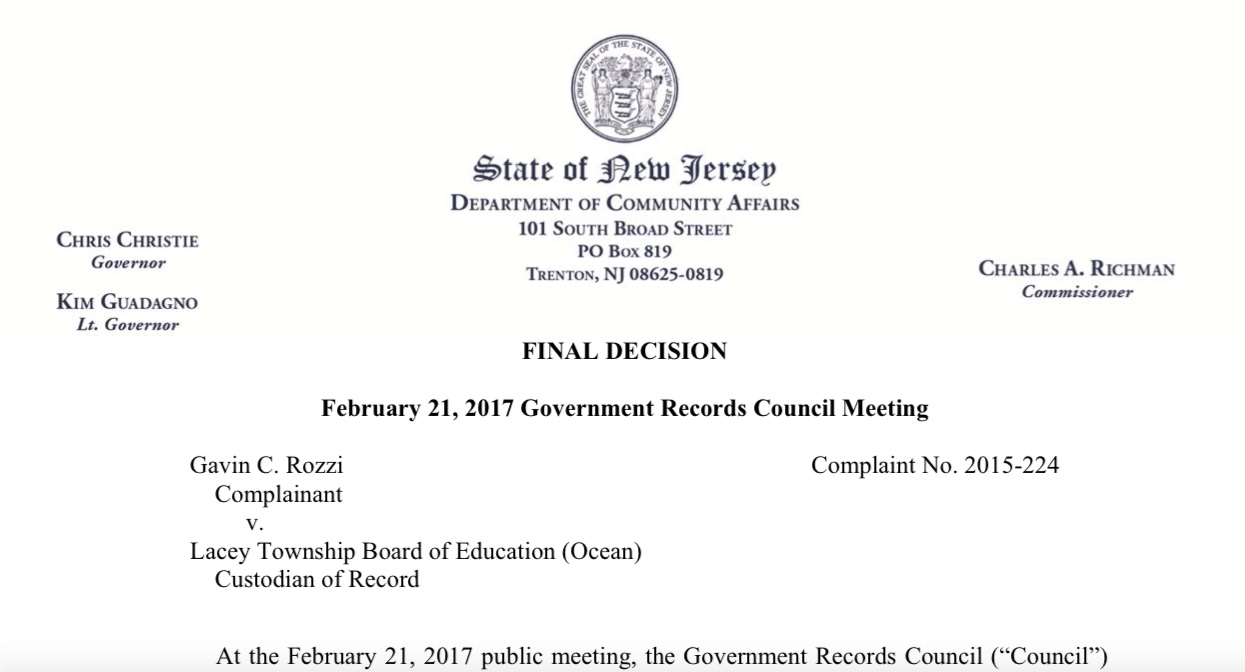 THE GREAT SEAL OF THE STATE OF NEW JERSEY
State of New Jersey
DEPARTMENT OF COMMUNITY AFFAIRS
101 SOUTH BROAD STREET
PO BOX 819
TRENTON, NJ 08625-0819
CHRIS CHRISTIE
Governor
KIM GUADAGNO
Lt. Governor
CHARLES A. RICHMAN
Commissioner
FINAL DECISION
February 21, 2017 Government Records Council Meeting
Gavin C. Rozzi
Complaint No. 2015-224
Complainant
v.
Lacey Township Board of Education (Ocean)
Custodian of Record
At the February 21, 2017 public meeting, the Government Records Council (“Council”)